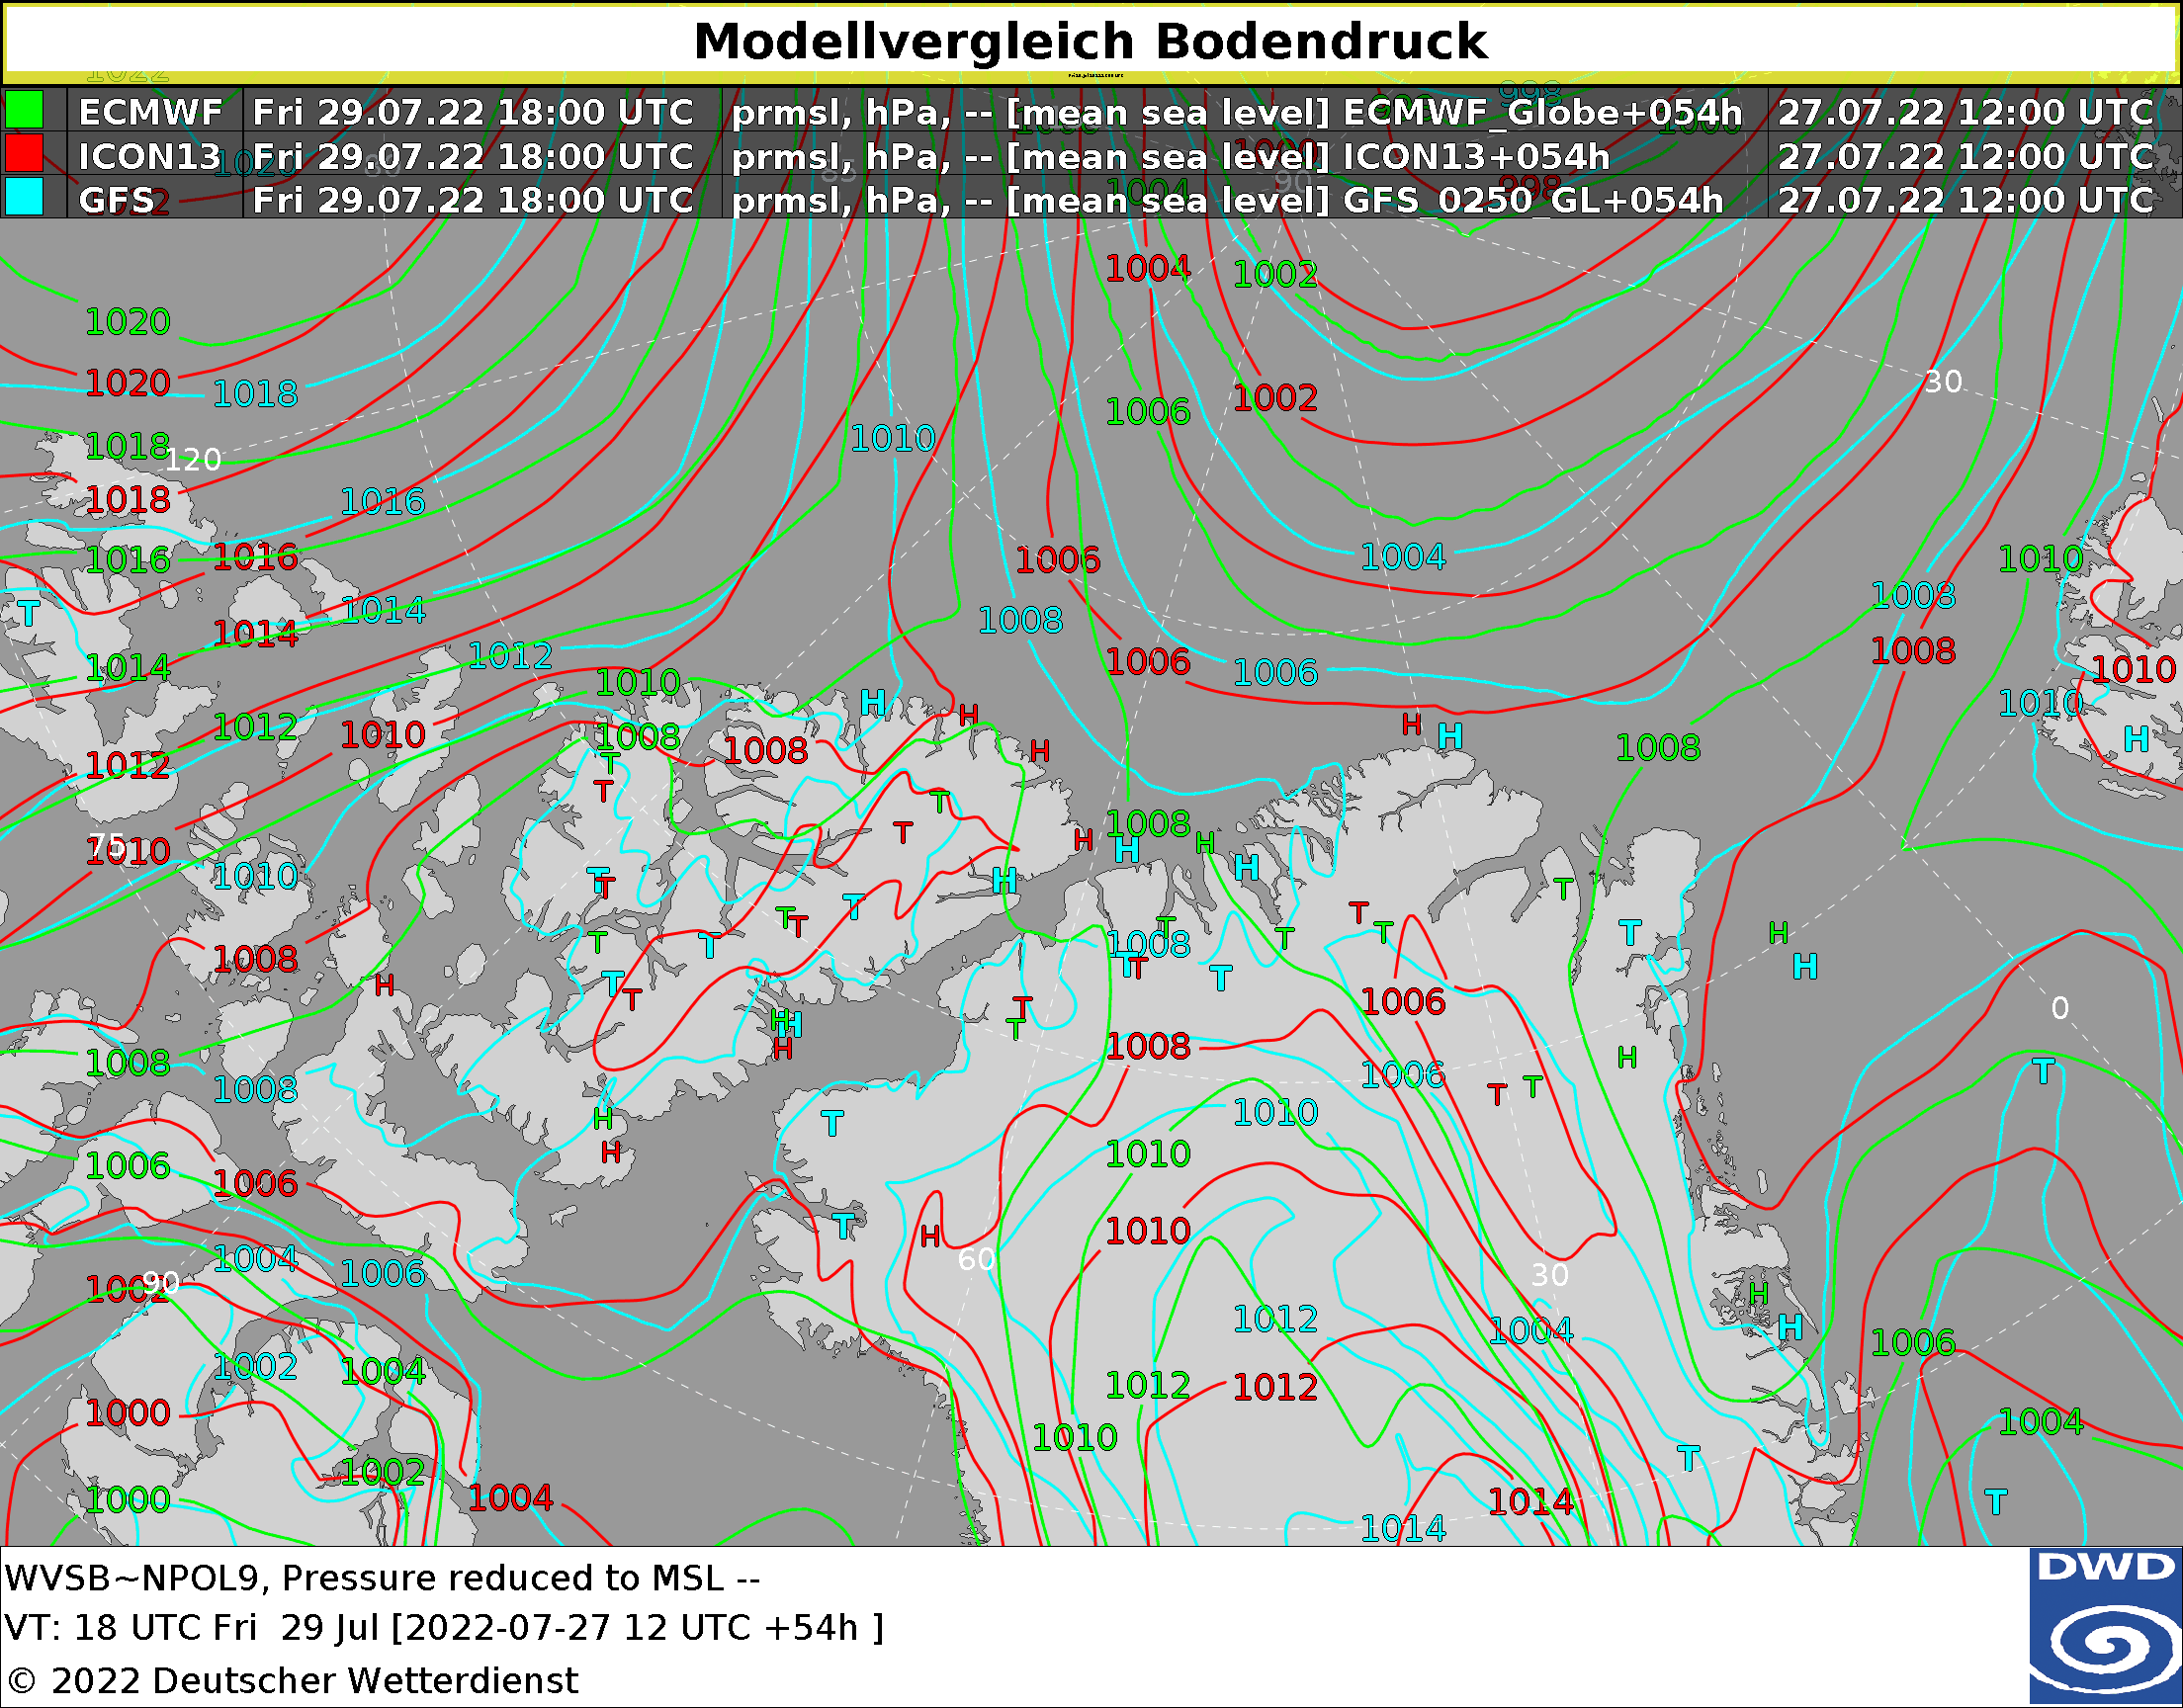 Modellvergleich Bodendruck
ECMWF Fri 29.07.22 18:00 UTC prmsl, hPa, -- [mean sea level] ECMWF_Globe+054h 27.07.22 12:00 UTC
ICON13 Fri 29.07.22 18:00 UTC prmsl, hPa, -- [mean sea level] ICON13+054h 27.07.22 12:00 UTC
GFS Fri 29.07.22 18:00 UTC prmsl, hPa, -- [mean sea level] GFS_0250_GL+054h 27.07.22 12:00 UTC
1004 1002
1020
1020 1018 1002 30
1006
1018 120 1010
1018 1016
1016 1016 1006 1004 1010
T 1014 1014 1008 1008
1014 1012 1006 1006 1008 1010
1010 H 1010
1012 1010 1008 1008 H H H H 1008 H
1012 T T H
75 1010 T T 1008 H H H
1010 T T H T
1008 T T T T T T T T T H
T T 1008 T T T H
H T T T 1006 0
1008 H H H T T 1008 H
1008 1006 T T T
H T 1010
1006 1006 H 1010
T H 1010
1004 1006 60 30
1002 90 H
1012 1004 H 1006
1002 1004 1012 1012
1000 1010 1004
1002 T
1000 1004 1014 T
1014
WVSB~NPOL9, Pressure reduced to MSL --
VT: 18 UTC Fri 29 Jul [2022-07-27 12 UTC +54h ]
© 2022 Deutscher Wetterdienst
DWD